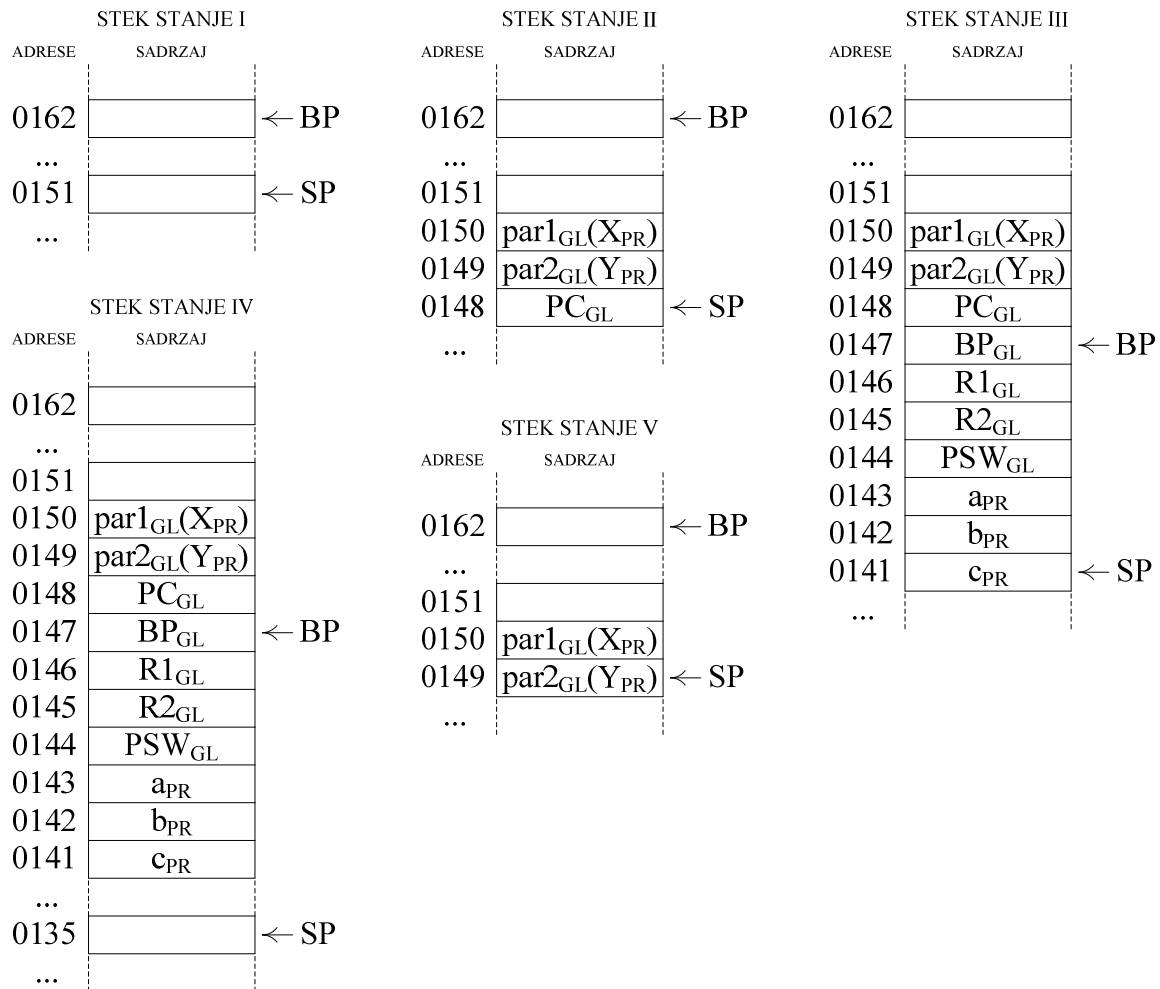 STEK STANJE I
ADRESE SADRZAJ
0162 BP
...
0151 SP
...
STEK STANJE II
ADRESE SADRZAJ
0162 BP
...
0151
0150 par1GL(XPR)
0149 par2GL(YPR)
0148 PCGL SP
...
STEK STANJE III
ADRESE SADRZAJ
0162
...
0151
0150 par1GL(XPR)
0149 par2GL(YPR)
0148 PCGL
0147 BPGL BP
0146 R1GL
0145 R2GL
0144 PSWGL
0143 aPR
0142 bPR
0141 cPR SP
...
STEK STANJE IV
ADRESE SADRZAJ
0162
...
0151
0150 par1GL(XPR)
0149 par2GL(YPR)
0148 PCGL
0147 BPGL BP
0146 R1GL
0145 R2GL
0144 PSWGL
0143 aPR
0142 bPR
0141 cPR
...
0135 SP
...
STEK STANJE V
ADRESE SADRZAJ
0162 BP
...
0151
0150 par1GL(XPR)
0149 par2GL(YPR) SP
...